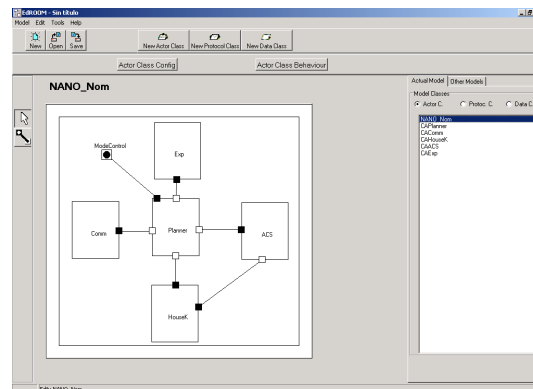 EdROOM - Sin título
Model Edit Tools Help
New Open Save New Actor Class New Protocol Class New Data Class
Actor Class Config Actor Class Behaviour
NANO_Nom
ModeControl
Exp
Comm
Planner
ACS
HouseK
Actual Model Other Models
Model Classes
Actor C. Protoc. C. Data C.
NANO_Nom
CAPlanner
CAComm
CAHouseK
CAACS
CAExp